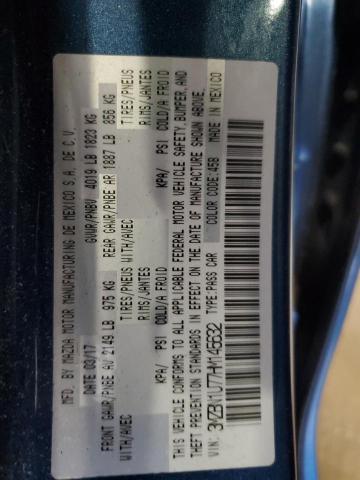 MFD. BY MAZDA MOTOR MANUFACTURING DE MEXICO S.A. DE C.V.
DATE: 03/17 GVWR/PNBV 4019 LB 1823 KG
FRONT GAWR/PNBE AV 2149 LB 975 KG REAR GAWR/PNBE AR 1887 LB 856 KG
WITH/AVEC TIRES/PNEUS WITH/AVEC TIRES/PNEUS
RIMS/JANTES RIMS/JANTES
KPA/ PSI COLD/A FROID KPA/ PSI COLD/A FROID
THIS VEHICLE CONFORMS TO ALL APPLICABLE FEDERAL MOTOR VEHICLE SAFETY, BUMPER, AND
THEFT PREVENTION STANDARDS IN EFFECT ON THE DATE OF MANUFACTURE SHOWN ABOVE.
VIN: 3MZBN1U77HM145632 TYPE:PASS CAR COLOR CODE:45B MADE IN MEXICO